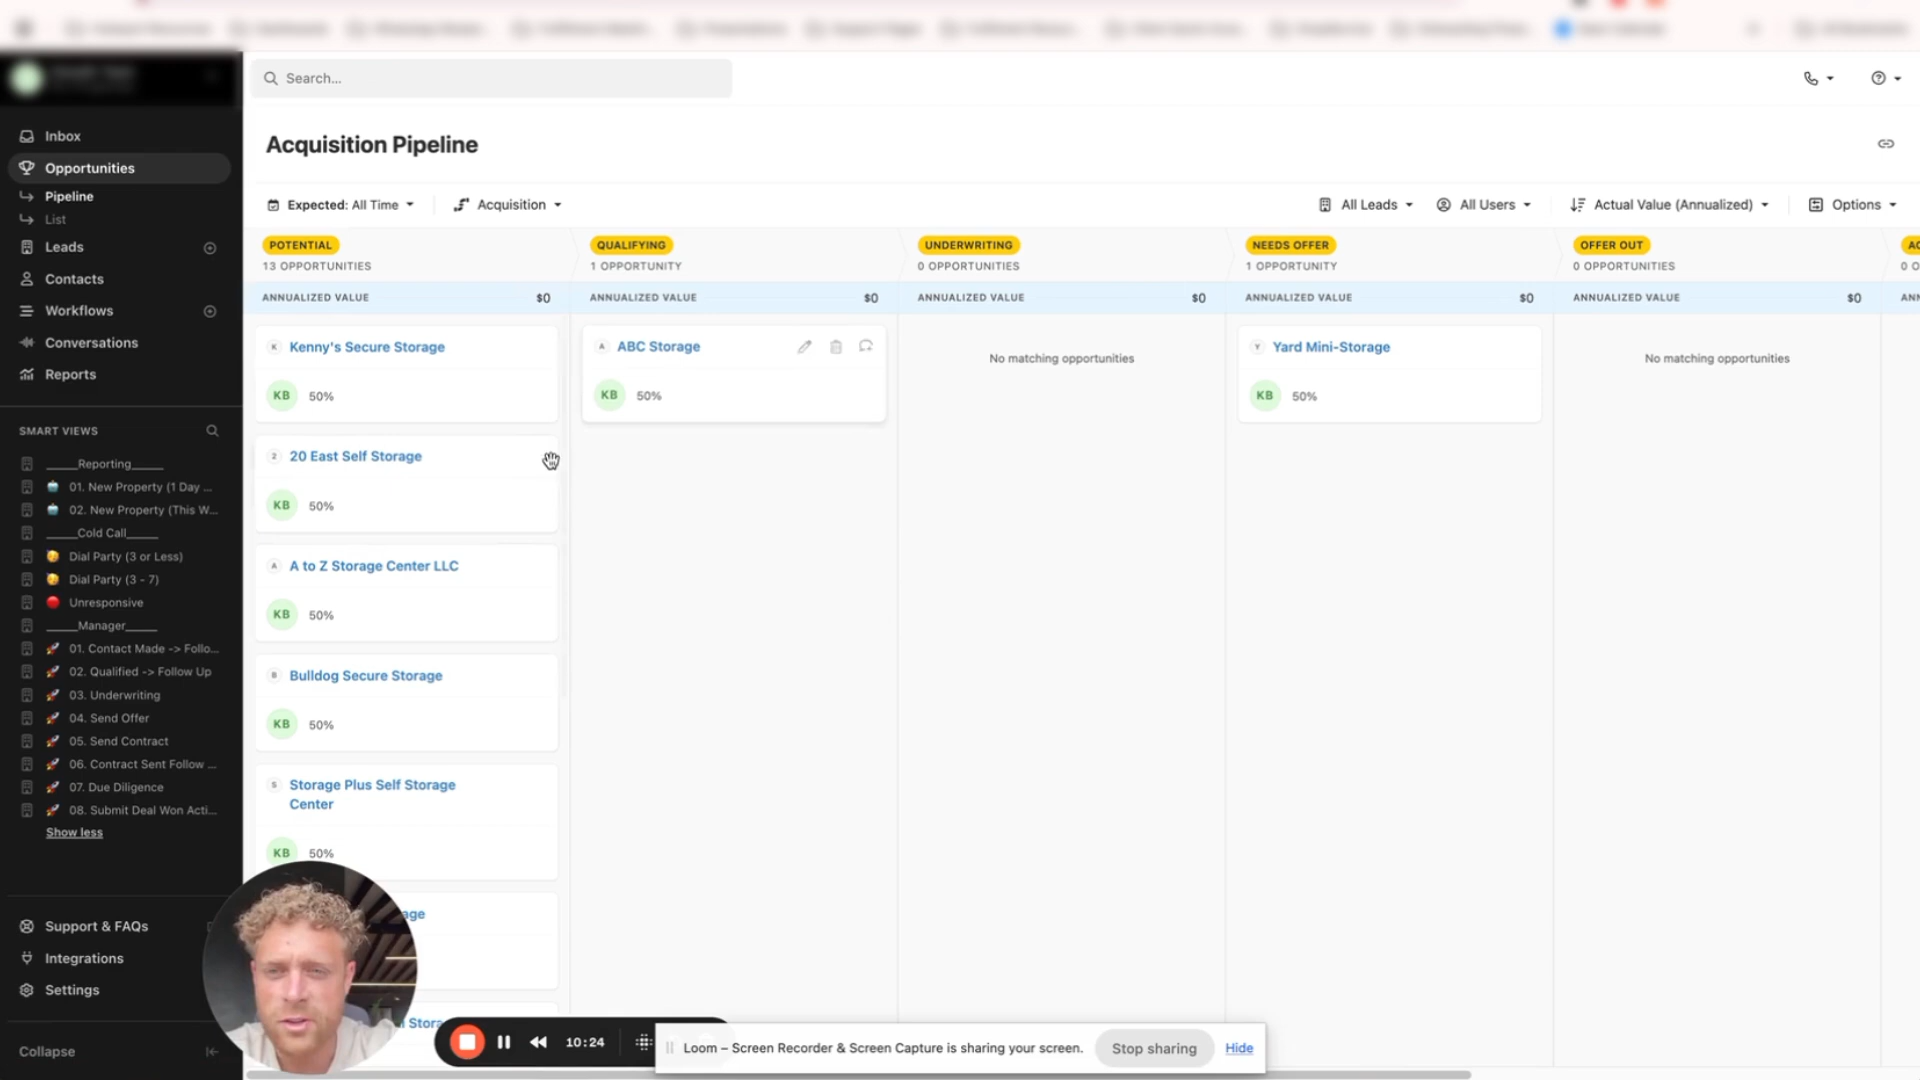 Search...
Inbox
Opportunities
Pipeline
List
Leads
Contacts
Workflows
Conversations
Reports
SMART VIEWS
_____Reporting_____
01. New Property (1 Day ...
02. New Property (This W...
_____Cold Call_____
Dial Party (3 or Less)
Dial Party (3 - 7)
Unresponsive
_____Manager_____
01. Contact Made -> Follo...
02. Qualified -> Follow Up
03. Underwriting
04. Send Offer
05. Send Contract
06. Contract Sent Follow ...
07. Due Diligence
08. Submit Deal Won Acti...
Show less
Support & FAQs
Integrations
Settings
Collapse
Acquisition Pipeline
Expected: All Time
Acquisition
All Leads
All Users
Actual Value (Annualized)
Options
POTENTIAL
13 OPPORTUNITIES
ANNUALIZED VALUE $0
K Kenny's Secure Storage
KB 50%
2 20 East Self Storage
KB 50%
A A to Z Storage Center LLC
KB 50%
B Bulldog Secure Storage
KB 50%
S Storage Plus Self Storage
Center
KB 50%
age
Stora
QUALIFYING
1 OPPORTUNITY
ANNUALIZED VALUE $0
A ABC Storage
KB 50%
UNDERWRITING
0 OPPORTUNITIES
ANNUALIZED VALUE $0
No matching opportunities
NEEDS OFFER
1 OPPORTUNITY
ANNUALIZED VALUE $0
Y Yard Mini-Storage
KB 50%
OFFER OUT
0 OPPORTUNITIES
ANNUALIZED VALUE $0
No matching opportunities
AC
0 O
ANN
10:24
Loom – Screen Recorder & Screen Capture is sharing your screen.
Stop sharing
Hide